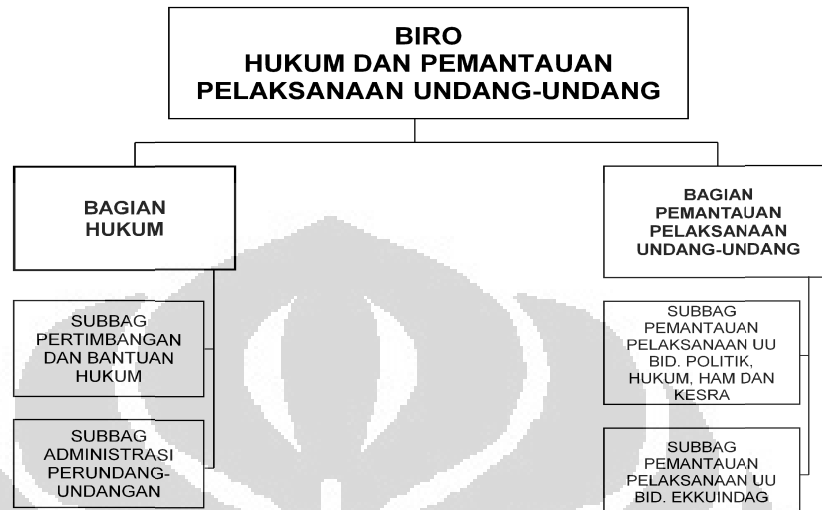 BIRO
HUKUM DAN PEMANTAUAN
PELAKSANAAN UNDANG-UNDANG
BAGIAN
HUKUM
BAGIAN
PEMANTAUAN
PELAKSANAAN
UNDANG-UNDANG
SUBBAG
PERTIMBANGAN
DAN BANTUAN
HUKUM
SUBBAG
PEMANTAUAN
PELAKSANAAN UU
BID. POLITIK,
HUKUM, HAM DAN
KESRA
SUBBAG
ADMINISTRASI
PERUNDANG-
UNDANGAN
SUBBAG
PEMANTAUAN
PELAKSANAAN UU
BID. EKKUINDAG